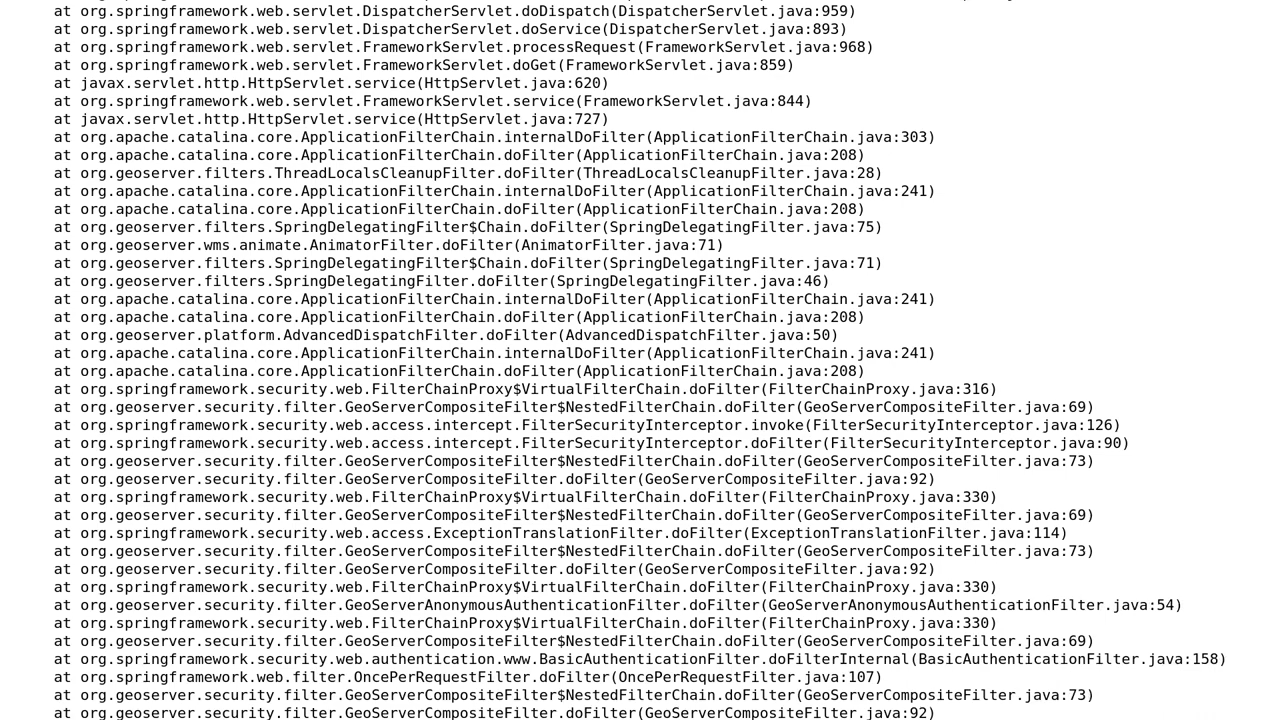 at org.springframework.web.servlet.DispatcherServlet.doDispatch(DispatcherServlet.java:959)
at org.springframework.web.servlet.DispatcherServlet.doService(DispatcherServlet.java:893)
at org.springframework.web.servlet.FrameworkServlet.processRequest(FrameworkServlet.java:968)
at org.springframework.web.servlet.FrameworkServlet.doGet(FrameworkServlet.java:859)
at javax.servlet.http.HttpServlet.service(HttpServlet.java:620)
at org.springframework.web.servlet.FrameworkServlet.service(FrameworkServlet.java:844)
at javax.servlet.http.HttpServlet.service(HttpServlet.java:727)
at org.apache.catalina.core.ApplicationFilterChain.internalDoFilter(ApplicationFilterChain.java:303)
at org.apache.catalina.core.ApplicationFilterChain.doFilter(ApplicationFilterChain.java:208)
at org.geoserver.filters.ThreadLocalsCleanupFilter.doFilter(ThreadLocalsCleanupFilter.java:28)
at org.apache.catalina.core.ApplicationFilterChain.internalDoFilter(ApplicationFilterChain.java:241)
at org.apache.catalina.core.ApplicationFilterChain.doFilter(ApplicationFilterChain.java:208)
at org.geoserver.filters.SpringDelegatingFilter$Chain.doFilter(SpringDelegatingFilter.java:75)
at org.geoserver.wms.animate.AnimatorFilter.doFilter(AnimatorFilter.java:71)
at org.geoserver.filters.SpringDelegatingFilter$Chain.doFilter(SpringDelegatingFilter.java:71)
at org.geoserver.filters.SpringDelegatingFilter.doFilter(SpringDelegatingFilter.java:46)
at org.apache.catalina.core.ApplicationFilterChain.internalDoFilter(ApplicationFilterChain.java:241)
at org.apache.catalina.core.ApplicationFilterChain.doFilter(ApplicationFilterChain.java:208)
at org.geoserver.platform.AdvancedDispatchFilter.doFilter(AdvancedDispatchFilter.java:50)
at org.apache.catalina.core.ApplicationFilterChain.internalDoFilter(ApplicationFilterChain.java:241)
at org.apache.catalina.core.ApplicationFilterChain.doFilter(ApplicationFilterChain.java:208)
at org.springframework.security.web.FilterChainProxy$VirtualFilterChain.doFilter(FilterChainProxy.java:316)
at org.geoserver.security.filter.GeoServerCompositeFilter$NestedFilterChain.doFilter(GeoServerCompositeFilter.java:69)
at org.springframework.security.web.access.intercept.FilterSecurityInterceptor.invoke(FilterSecurityInterceptor.java:126)
at org.springframework.security.web.access.intercept.FilterSecurityInterceptor.doFilter(FilterSecurityInterceptor.java:90)
at org.geoserver.security.filter.GeoServerCompositeFilter$NestedFilterChain.doFilter(GeoServerCompositeFilter.java:73)
at org.geoserver.security.filter.GeoServerCompositeFilter.doFilter(GeoServerCompositeFilter.java:92)
at org.springframework.security.web.FilterChainProxy$VirtualFilterChain.doFilter(FilterChainProxy.java:330)
at org.geoserver.security.filter.GeoServerCompositeFilter$NestedFilterChain.doFilter(GeoServerCompositeFilter.java:69)
at org.springframework.security.web.access.ExceptionTranslationFilter.doFilter(ExceptionTranslationFilter.java:114)
at org.geoserver.security.filter.GeoServerCompositeFilter$NestedFilterChain.doFilter(GeoServerCompositeFilter.java:73)
at org.geoserver.security.filter.GeoServerCompositeFilter.doFilter(GeoServerCompositeFilter.java:92)
at org.springframework.security.web.FilterChainProxy$VirtualFilterChain.doFilter(FilterChainProxy.java:330)
at org.geoserver.security.filter.GeoServerAnonymousAuthenticationFilter.doFilter(GeoServerAnonymousAuthenticationFilter.java:54)
at org.springframework.security.web.FilterChainProxy$VirtualFilterChain.doFilter(FilterChainProxy.java:330)
at org.geoserver.security.filter.GeoServerCompositeFilter$NestedFilterChain.doFilter(GeoServerCompositeFilter.java:69)
at org.springframework.security.web.authentication.www.BasicAuthenticationFilter.doFilterInternal(BasicAuthenticationFilter.java:158)
at org.springframework.web.filter.OncePerRequestFilter.doFilter(OncePerRequestFilter.java:107)
at org.geoserver.security.filter.GeoServerCompositeFilter$NestedFilterChain.doFilter(GeoServerCompositeFilter.java:73)
at org.geoserver.security.filter.GeoServerCompositeFilter.doFilter(GeoServerCompositeFilter.java:92)